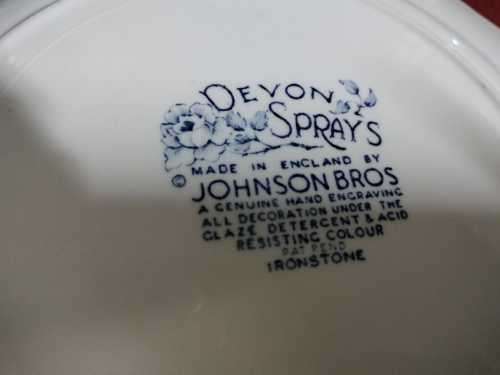 DEVON
SPRAYS
MADE IN ENGLAND BY
© JOHNSON BROS
A GENUINE HAND ENGRAVING
ALL DECORATION UNDER THE
GLAZE DETERGENT & ACID
RESISTING COLOUR
PAT PEND
IRONSTONE